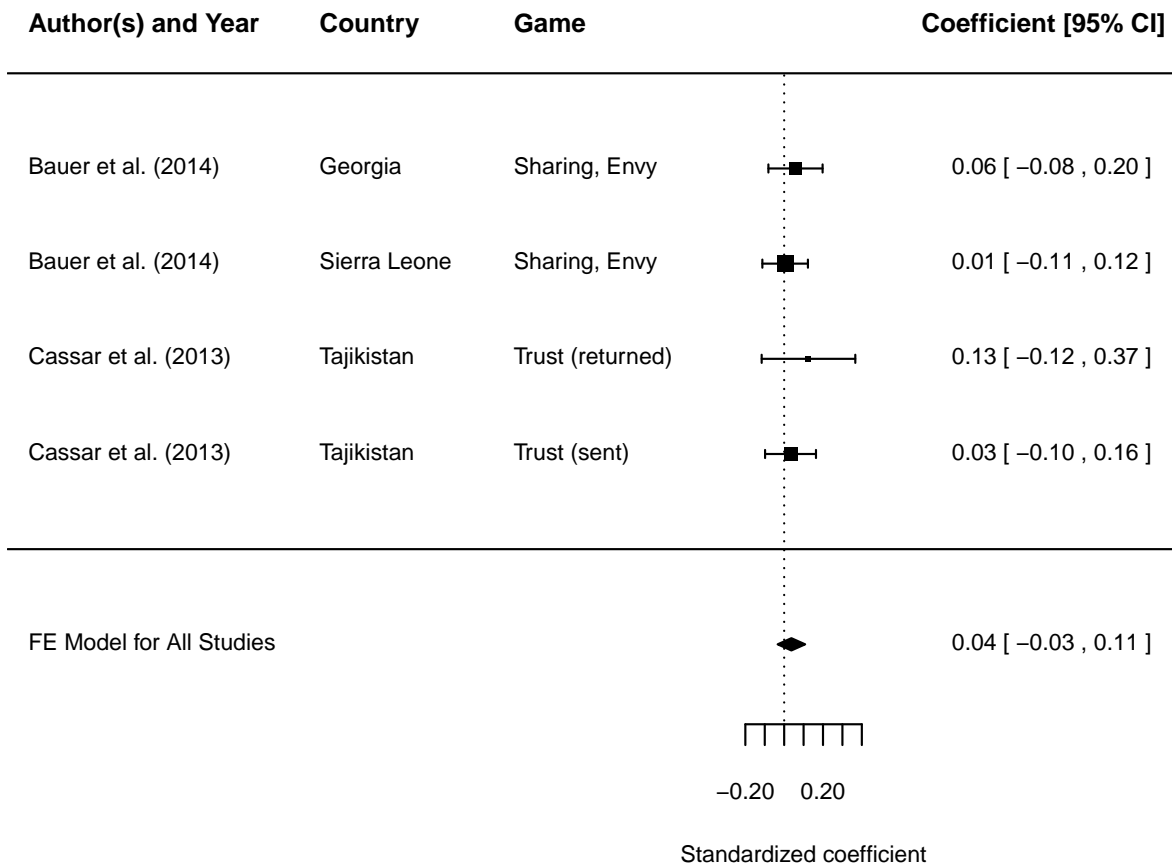 Author(s) and Year Country Game Coefficient [95% CI]
Bauer et al. (2014) Georgia Sharing, Envy 0.06 [ −0.08 , 0.20 ]
Bauer et al. (2014) Sierra Leone Sharing, Envy 0.01 [ −0.11 , 0.12 ]
Cassar et al. (2013) Tajikistan Trust (returned) 0.13 [ −0.12 , 0.37 ]
Cassar et al. (2013) Tajikistan Trust (sent) 0.03 [ −0.10 , 0.16 ]
FE Model for All Studies 0.04 [ −0.03 , 0.11 ]
−0.20 0.20
Standardized coefficient